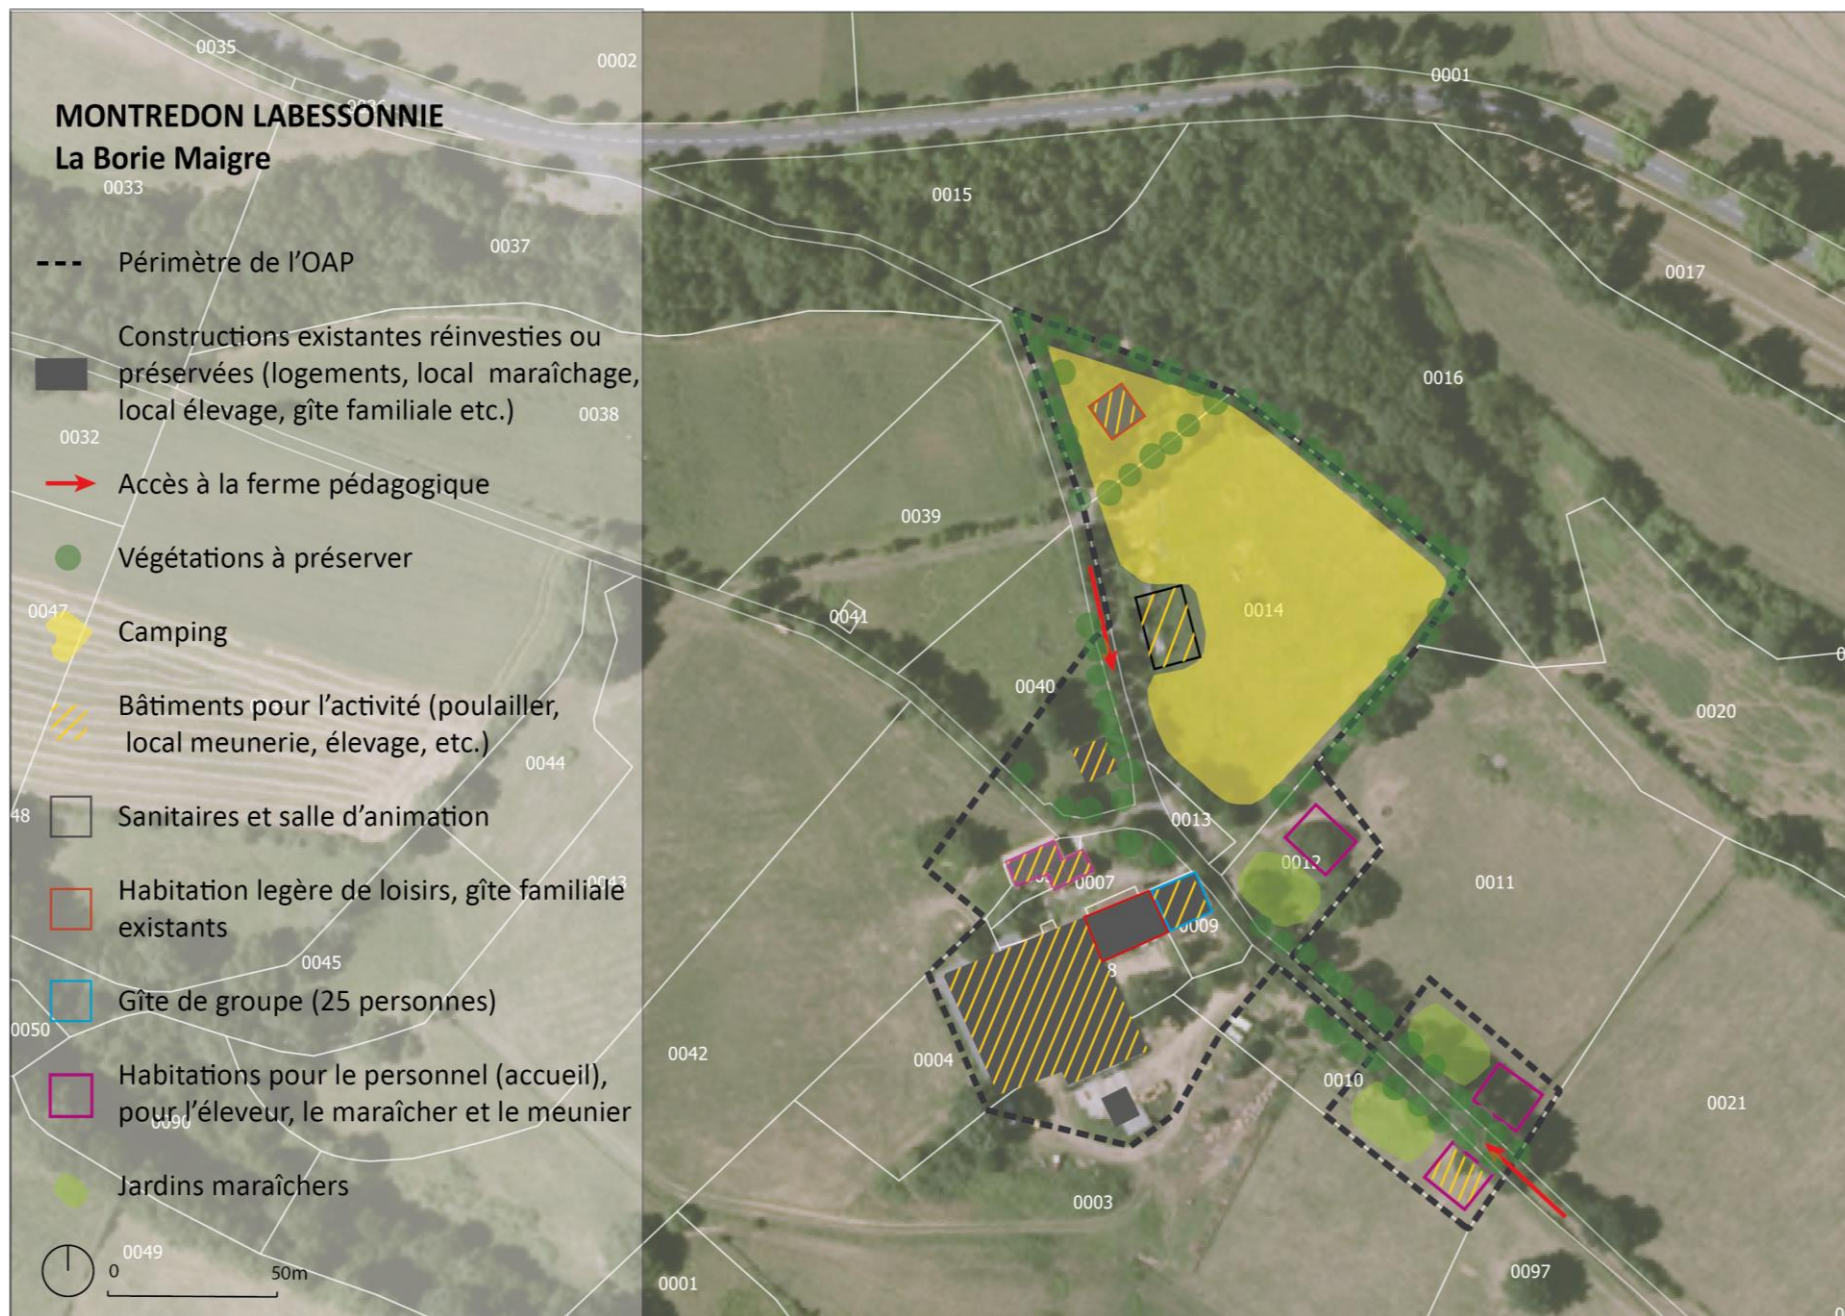 MONTREDON LABESSONNIE
La Borie Maigre
Périmètre de l'OAP
Constructions existantes réinvesties ou
préservées (logements, local maraîchage,
local élevage, gîte familiale etc.)
Accès à la ferme pédagogique
Végétations à préserver
Camping
Bâtiments pour l'activité (poulailler,
local meunerie, élevage, etc.)
Sanitaires et salle d'animation
Habitation legère de loisirs, gîte familiale
existants
Gîte de groupe (25 personnes)
Habitations pour le personnel (accueil),
pour l'éleveur, le maraîcher et le meunier
Jardins maraîchers
0
50m
0035
0002
0001
0036
0033
0015
0037
0017
0016
0038
0032
0039
0047
0041
0014
0040
0020
0044
48
0013
0012
0043
0007
0011
0009
0045
8
0050
0042
0004
0010
0021
0090
0003
0049
0001
0097